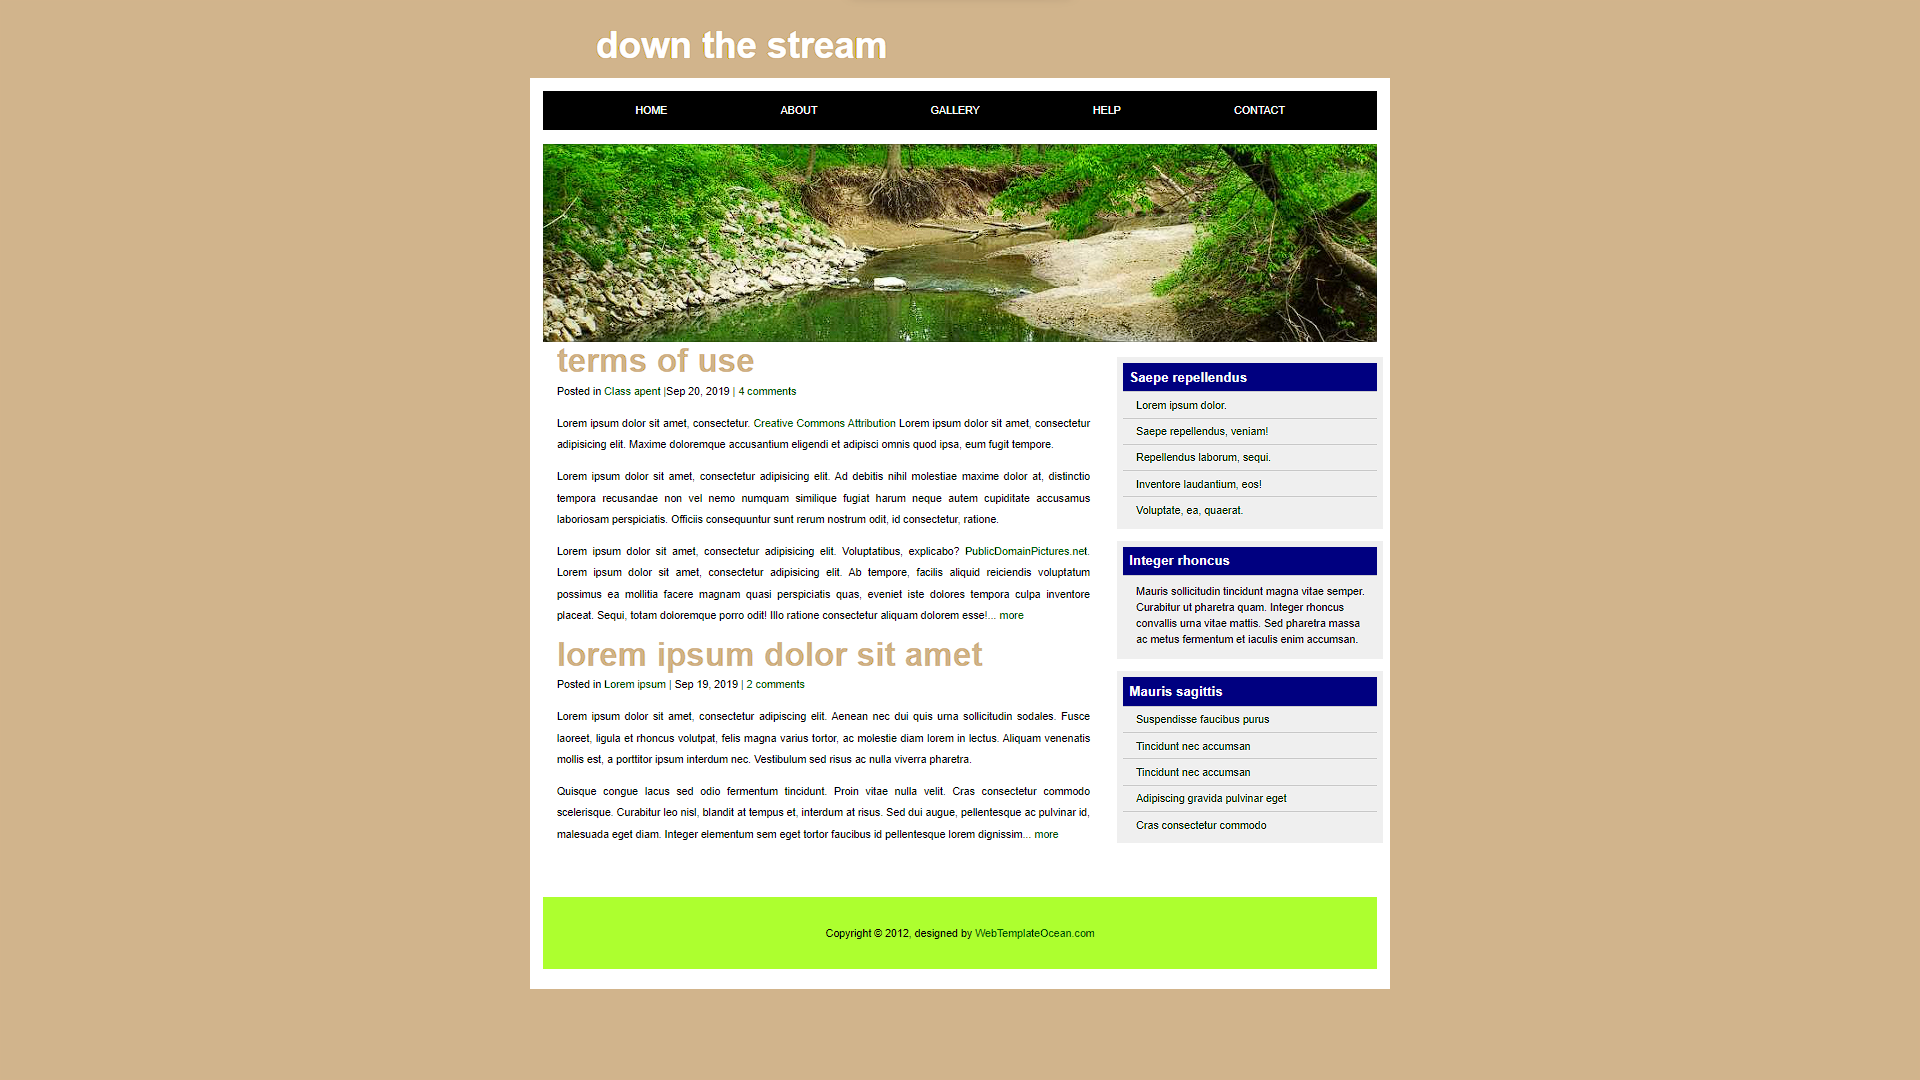 down the stream
HOME ABOUT GALLERY HELP CONTACT
terms of use
Posted in Class apent |Sep 20, 2019 | 4 comments
Lorem ipsum dolor sit amet, consectetur. Creative Commons Attribution Lorem ipsum dolor sit amet, consectetur
adipisicing elit. Maxime doloremque accusantium eligendi et adipisci omnis quod ipsa, eum fugit tempore.
Lorem ipsum dolor sit amet, consectetur adipisicing elit. Ad debitis nihil molestiae maxime dolor at, distinctio
tempora recusandae non vel nemo numquam similique fugiat harum neque autem cupiditate accusamus
laboriosam perspiciatis. Officiis consequuntur sunt rerum nostrum odit, id consectetur, ratione.
Lorem ipsum dolor sit amet, consectetur adipisicing elit. Voluptatibus, explicabo? PublicDomainPictures.net.
Lorem ipsum dolor sit amet, consectetur adipisicing elit. Ab tempore, facilis aliquid reiciendis voluptatum
possimus ea mollitia facere magnam quasi perspiciatis quas, eveniet iste dolores tempora culpa inventore
placeat. Sequi, totam doloremque porro odit! Illo ratione consectetur aliquam dolorem esse!... more
lorem ipsum dolor sit amet
Posted in Lorem ipsum | Sep 19, 2019 | 2 comments
Lorem ipsum dolor sit amet, consectetur adipiscing elit. Aenean nec dui quis urna sollicitudin sodales. Fusce
laoreet, ligula et rhoncus volutpat, felis magna varius tortor, ac molestie diam lorem in lectus. Aliquam venenatis
mollis est, a porttitor ipsum interdum nec. Vestibulum sed risus ac nulla viverra pharetra.
Quisque congue lacus sed odio fermentum tincidunt. Proin vitae nulla velit. Cras consectetur commodo
scelerisque. Curabitur leo nisl, blandit at tempus et, interdum at risus. Sed dui augue, pellentesque ac pulvinar id,
malesuada eget diam. Integer elementum sem eget tortor faucibus id pellentesque lorem dignissim... more
Saepe repellendus
Lorem ipsum dolor.
Saepe repellendus, veniam!
Repellendus laborum, sequi.
Inventore laudantium, eos!
Voluptate, ea, quaerat.
Integer rhoncus
Mauris sollicitudin tincidunt magna vitae semper.
Curabitur ut pharetra quam. Integer rhoncus
convallis urna vitae mattis. Sed pharetra massa
ac metus fermentum et iaculis enim accumsan.
Mauris sagittis
Suspendisse faucibus purus
Tincidunt nec accumsan
Tincidunt nec accumsan
Adipiscing gravida pulvinar eget
Cras consectetur commodo
Copyright © 2012, designed by WebTemplateOcean.com